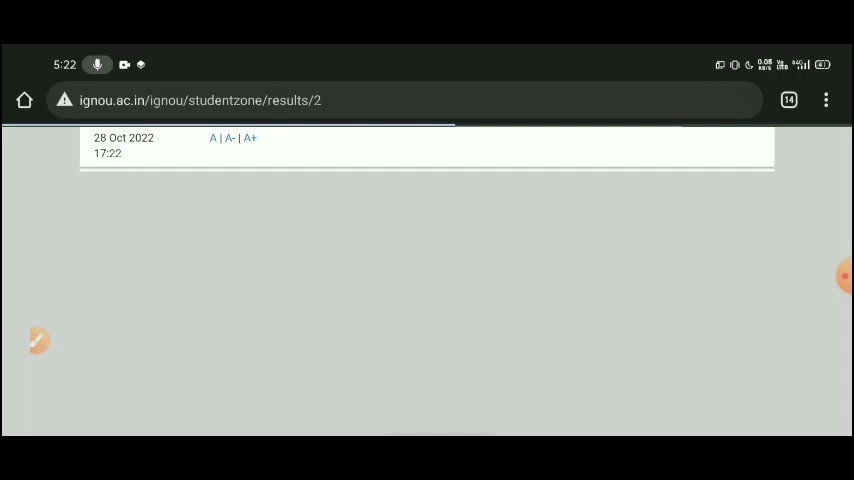 5:22
ignou.ac.in/ignou/studentzone/results/2
14
28 Oct 2022
A | A- | A+
17:22